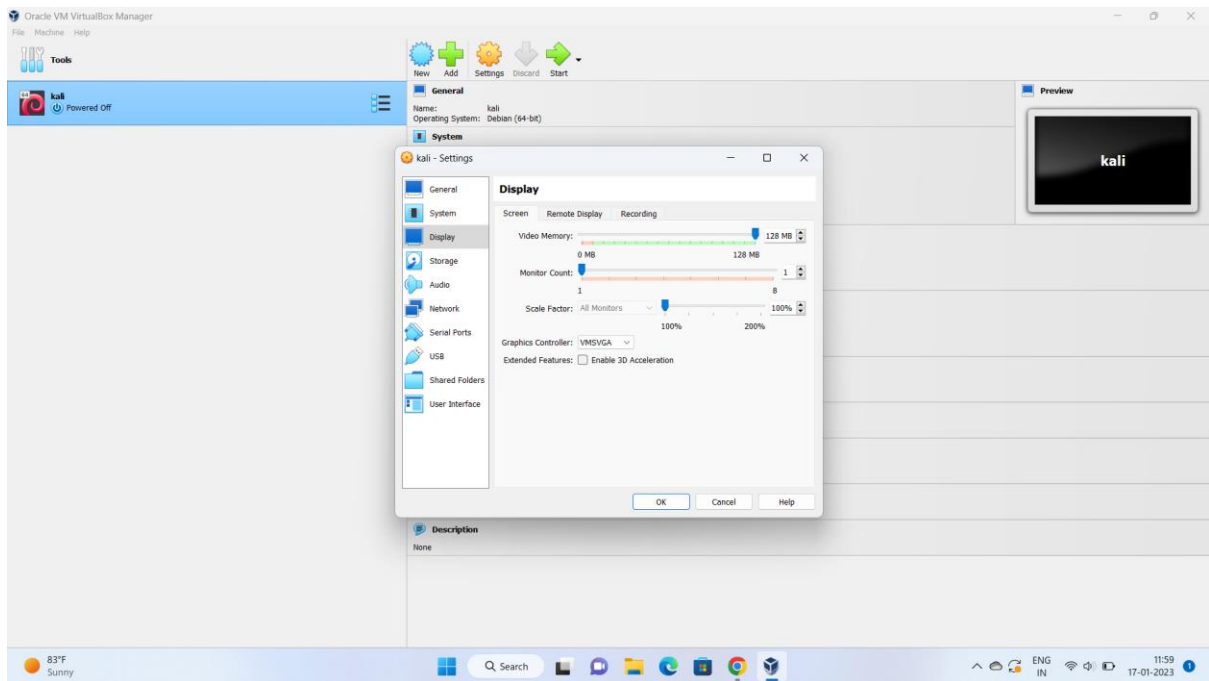 Oracle VM VirtualBox Manager
File Machine Help
Tools
New Add Settings Discard Start
64
kali
Powered Off
General
Name: kali
Operating System: Debian (64-bit)
System
Preview
kali
kali - Settings
General
System
Display
Storage
Audio
Network
Serial Ports
USB
Shared Folders
User Interface
Display
Screen Remote Display Recording
Video Memory: 128 MB
0 MB 128 MB
Monitor Count: 1
1 8
Scale Factor: All Monitors 100%
100% 200%
Graphics Controller: VMSVGA
Extended Features: Enable 3D Acceleration
OK Cancel Help
Description
None
83°F
Sunny
Search
ENG
IN
11:59
17-01-2023
1